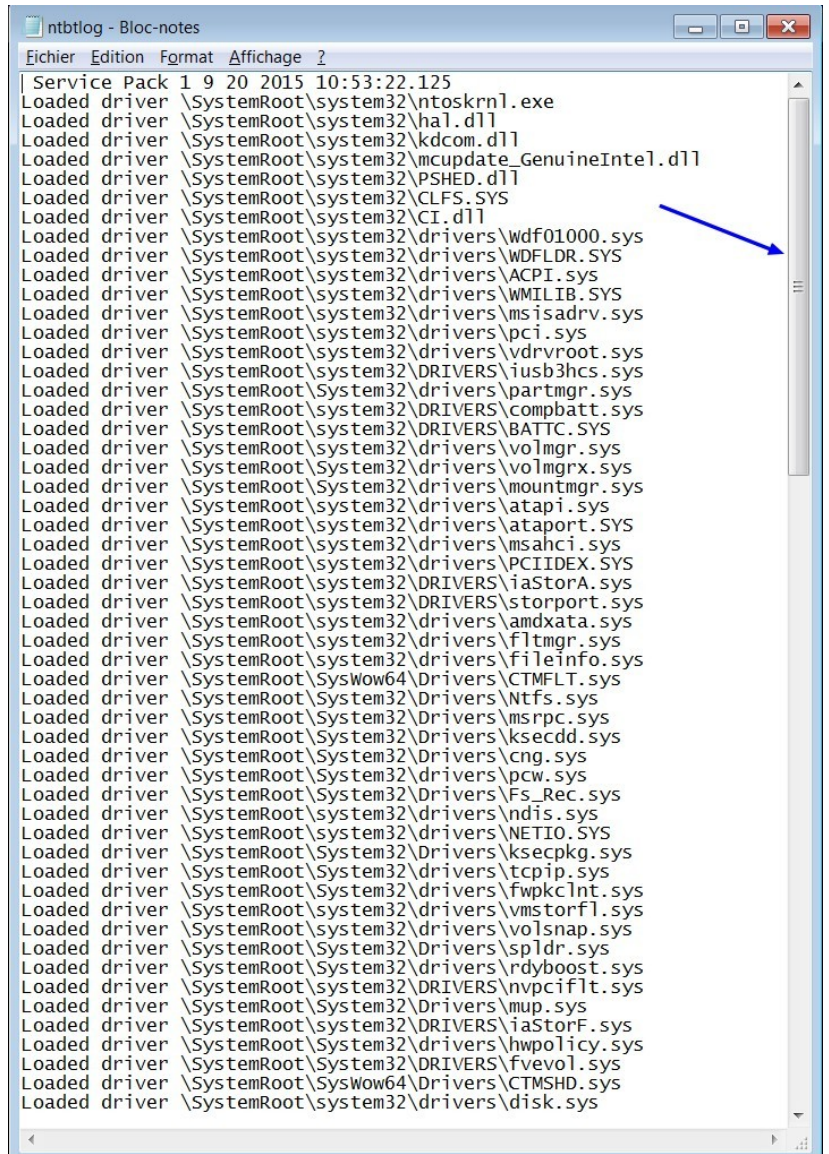 ntbtlog - Bloc-notes
Fichier Edition Format Affichage ?
Service Pack 1 9 20 2015 10:53:22.125
Loaded driver \SystemRoot\system32\ntoskrnl.exe
Loaded driver \SystemRoot\system32\hal.dll
Loaded driver \SystemRoot\system32\kdcom.dll
Loaded driver \SystemRoot\system32\mcupdate_GenuineIntel.dll
Loaded driver \SystemRoot\system32\PSHED.dll
Loaded driver \SystemRoot\system32\CLFS.SYS
Loaded driver \SystemRoot\system32\CI.dll
Loaded driver \SystemRoot\system32\drivers\Wdf01000.sys
Loaded driver \SystemRoot\system32\drivers\WDFLDR.SYS
Loaded driver \SystemRoot\system32\drivers\ACPI.sys
Loaded driver \SystemRoot\system32\drivers\WMILIB.SYS
Loaded driver \SystemRoot\system32\drivers\msisadrv.sys
Loaded driver \SystemRoot\system32\drivers\pci.sys
Loaded driver \SystemRoot\system32\drivers\vdrvroot.sys
Loaded driver \SystemRoot\system32\DRIVERS\iusb3hcs.sys
Loaded driver \SystemRoot\System32\drivers\partmgr.sys
Loaded driver \SystemRoot\system32\DRIVERS\compbatt.sys
Loaded driver \SystemRoot\system32\DRIVERS\BATTC.SYS
Loaded driver \SystemRoot\system32\drivers\volmgr.sys
Loaded driver \SystemRoot\System32\drivers\volmgrx.sys
Loaded driver \SystemRoot\System32\drivers\mountmgr.sys
Loaded driver \SystemRoot\system32\drivers\atapi.sys
Loaded driver \SystemRoot\system32\drivers\ataport.SYS
Loaded driver \SystemRoot\system32\drivers\msahci.sys
Loaded driver \SystemRoot\system32\drivers\PCIIDEX.SYS
Loaded driver \SystemRoot\system32\DRIVERS\iaStorA.sys
Loaded driver \SystemRoot\system32\DRIVERS\storport.sys
Loaded driver \SystemRoot\system32\drivers\amdxata.sys
Loaded driver \SystemRoot\system32\drivers\fltmgr.sys
Loaded driver \SystemRoot\system32\drivers\fileinfo.sys
Loaded driver \SystemRoot\SysWow64\Drivers\CTMFLT.sys
Loaded driver \SystemRoot\System32\Drivers\Ntfs.sys
Loaded driver \SystemRoot\System32\Drivers\msrpc.sys
Loaded driver \SystemRoot\System32\Drivers\ksecdd.sys
Loaded driver \SystemRoot\System32\Drivers\cng.sys
Loaded driver \SystemRoot\System32\drivers\pcw.sys
Loaded driver \SystemRoot\System32\Drivers\Fs_Rec.sys
Loaded driver \SystemRoot\system32\drivers\ndis.sys
Loaded driver \SystemRoot\system32\drivers\NETIO.SYS
Loaded driver \SystemRoot\System32\Drivers\ksecpkg.sys
Loaded driver \SystemRoot\System32\drivers\tcpip.sys
Loaded driver \SystemRoot\System32\drivers\fwpkclnt.sys
Loaded driver \SystemRoot\system32\drivers\vmstorfl.sys
Loaded driver \SystemRoot\system32\drivers\volsnap.sys
Loaded driver \SystemRoot\System32\Drivers\spldr.sys
Loaded driver \SystemRoot\System32\drivers\rdyboost.sys
Loaded driver \SystemRoot\system32\DRIVERS\nvpciflt.sys
Loaded driver \SystemRoot\System32\Drivers\mup.sys
Loaded driver \SystemRoot\system32\DRIVERS\iaStorF.sys
Loaded driver \SystemRoot\System32\drivers\hwpolicy.sys
Loaded driver \SystemRoot\System32\DRIVERS\fvevol.sys
Loaded driver \SystemRoot\SysWow64\Drivers\CTMSHD.sys
Loaded driver \SystemRoot\system32\drivers\disk.sys